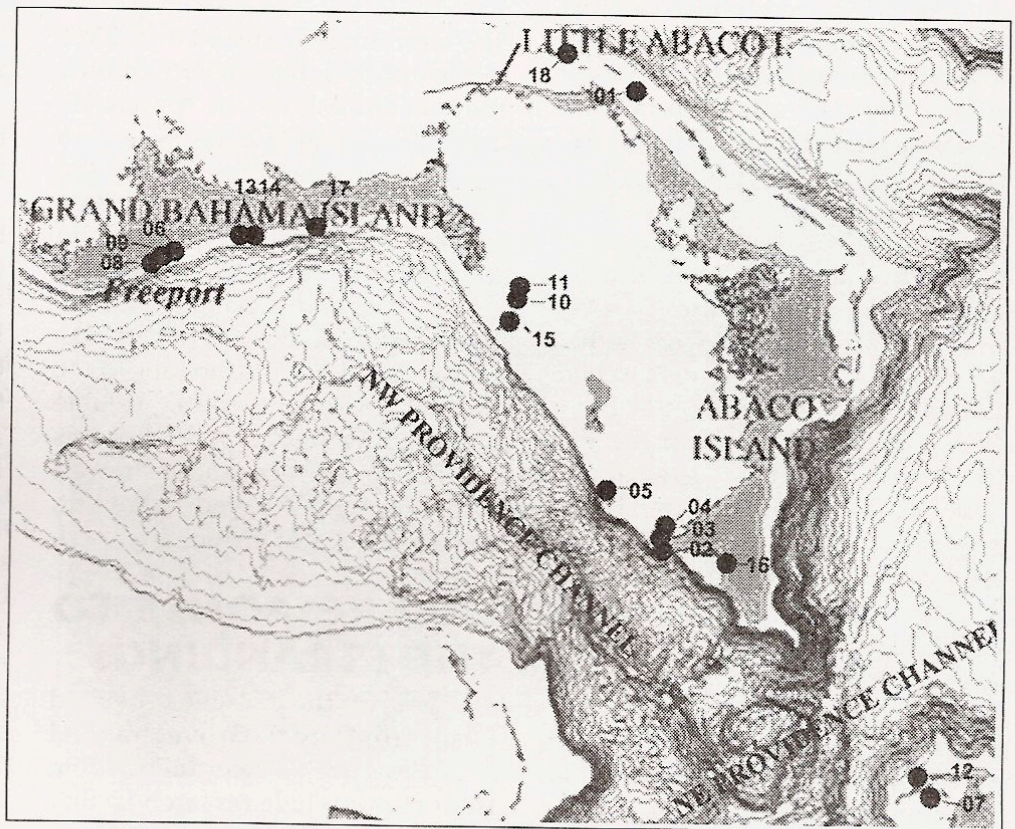 LITTLE ABACO I.
18
01
13 14 17
GRAND BAHAMA ISLAND
06
09
08
Freeport
11
10
15
NW PROVIDENCE CHANNEL
ABACO
ISLAND
05
04
03
02
16
NE PROVIDENCE CHANNEL
12
07